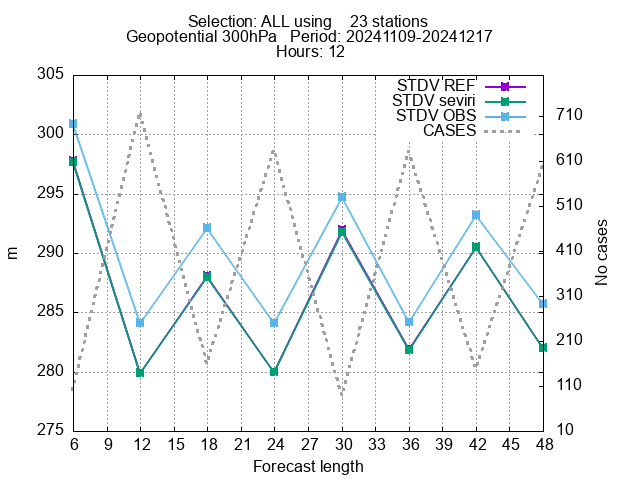 Selection: ALL using    23 stations
Geopotential 300hPa   Period: 20241109-20241217
Hours: 12
STDV REF
STDV seviri
STDV OBS
CASES
305
300
295
290
285
280
275
m
710
610
510
410
310
210
110
10
No cases
6 9 12 15 18 21 24 27 30 33 36 39 42 45 48
Forecast length